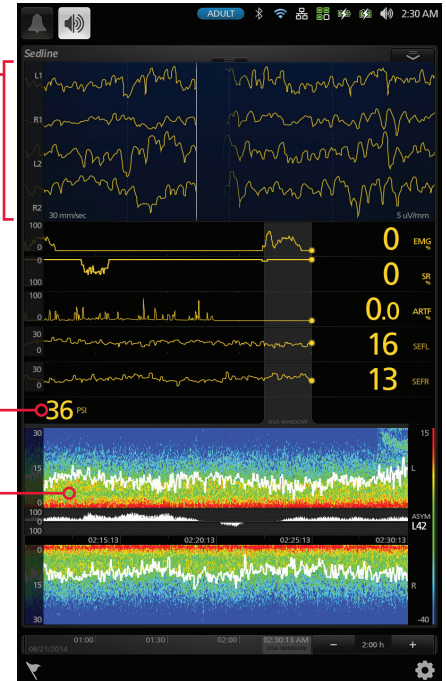 ADULT 2:30 AM
Sedline
L1
R1
L2
R2
30 mm/sec 5 uV/mm
100
0
0 EMG %
0
100
0 SR %
100
0
0.0 ARTF %
30
0
16 SEFL
30
0
13 SEFR
36 PSI
DSA WINDOW
30 15
15 L
0
100
0
100
ASYM
L42
02:15:13 02:20:13 02:25:13 02:30:13
0
15 R
30 -40
01:00 01:30 02:00 02:30:13 AM
08/21/2014 DSA WINDOW
– 2:00 h +